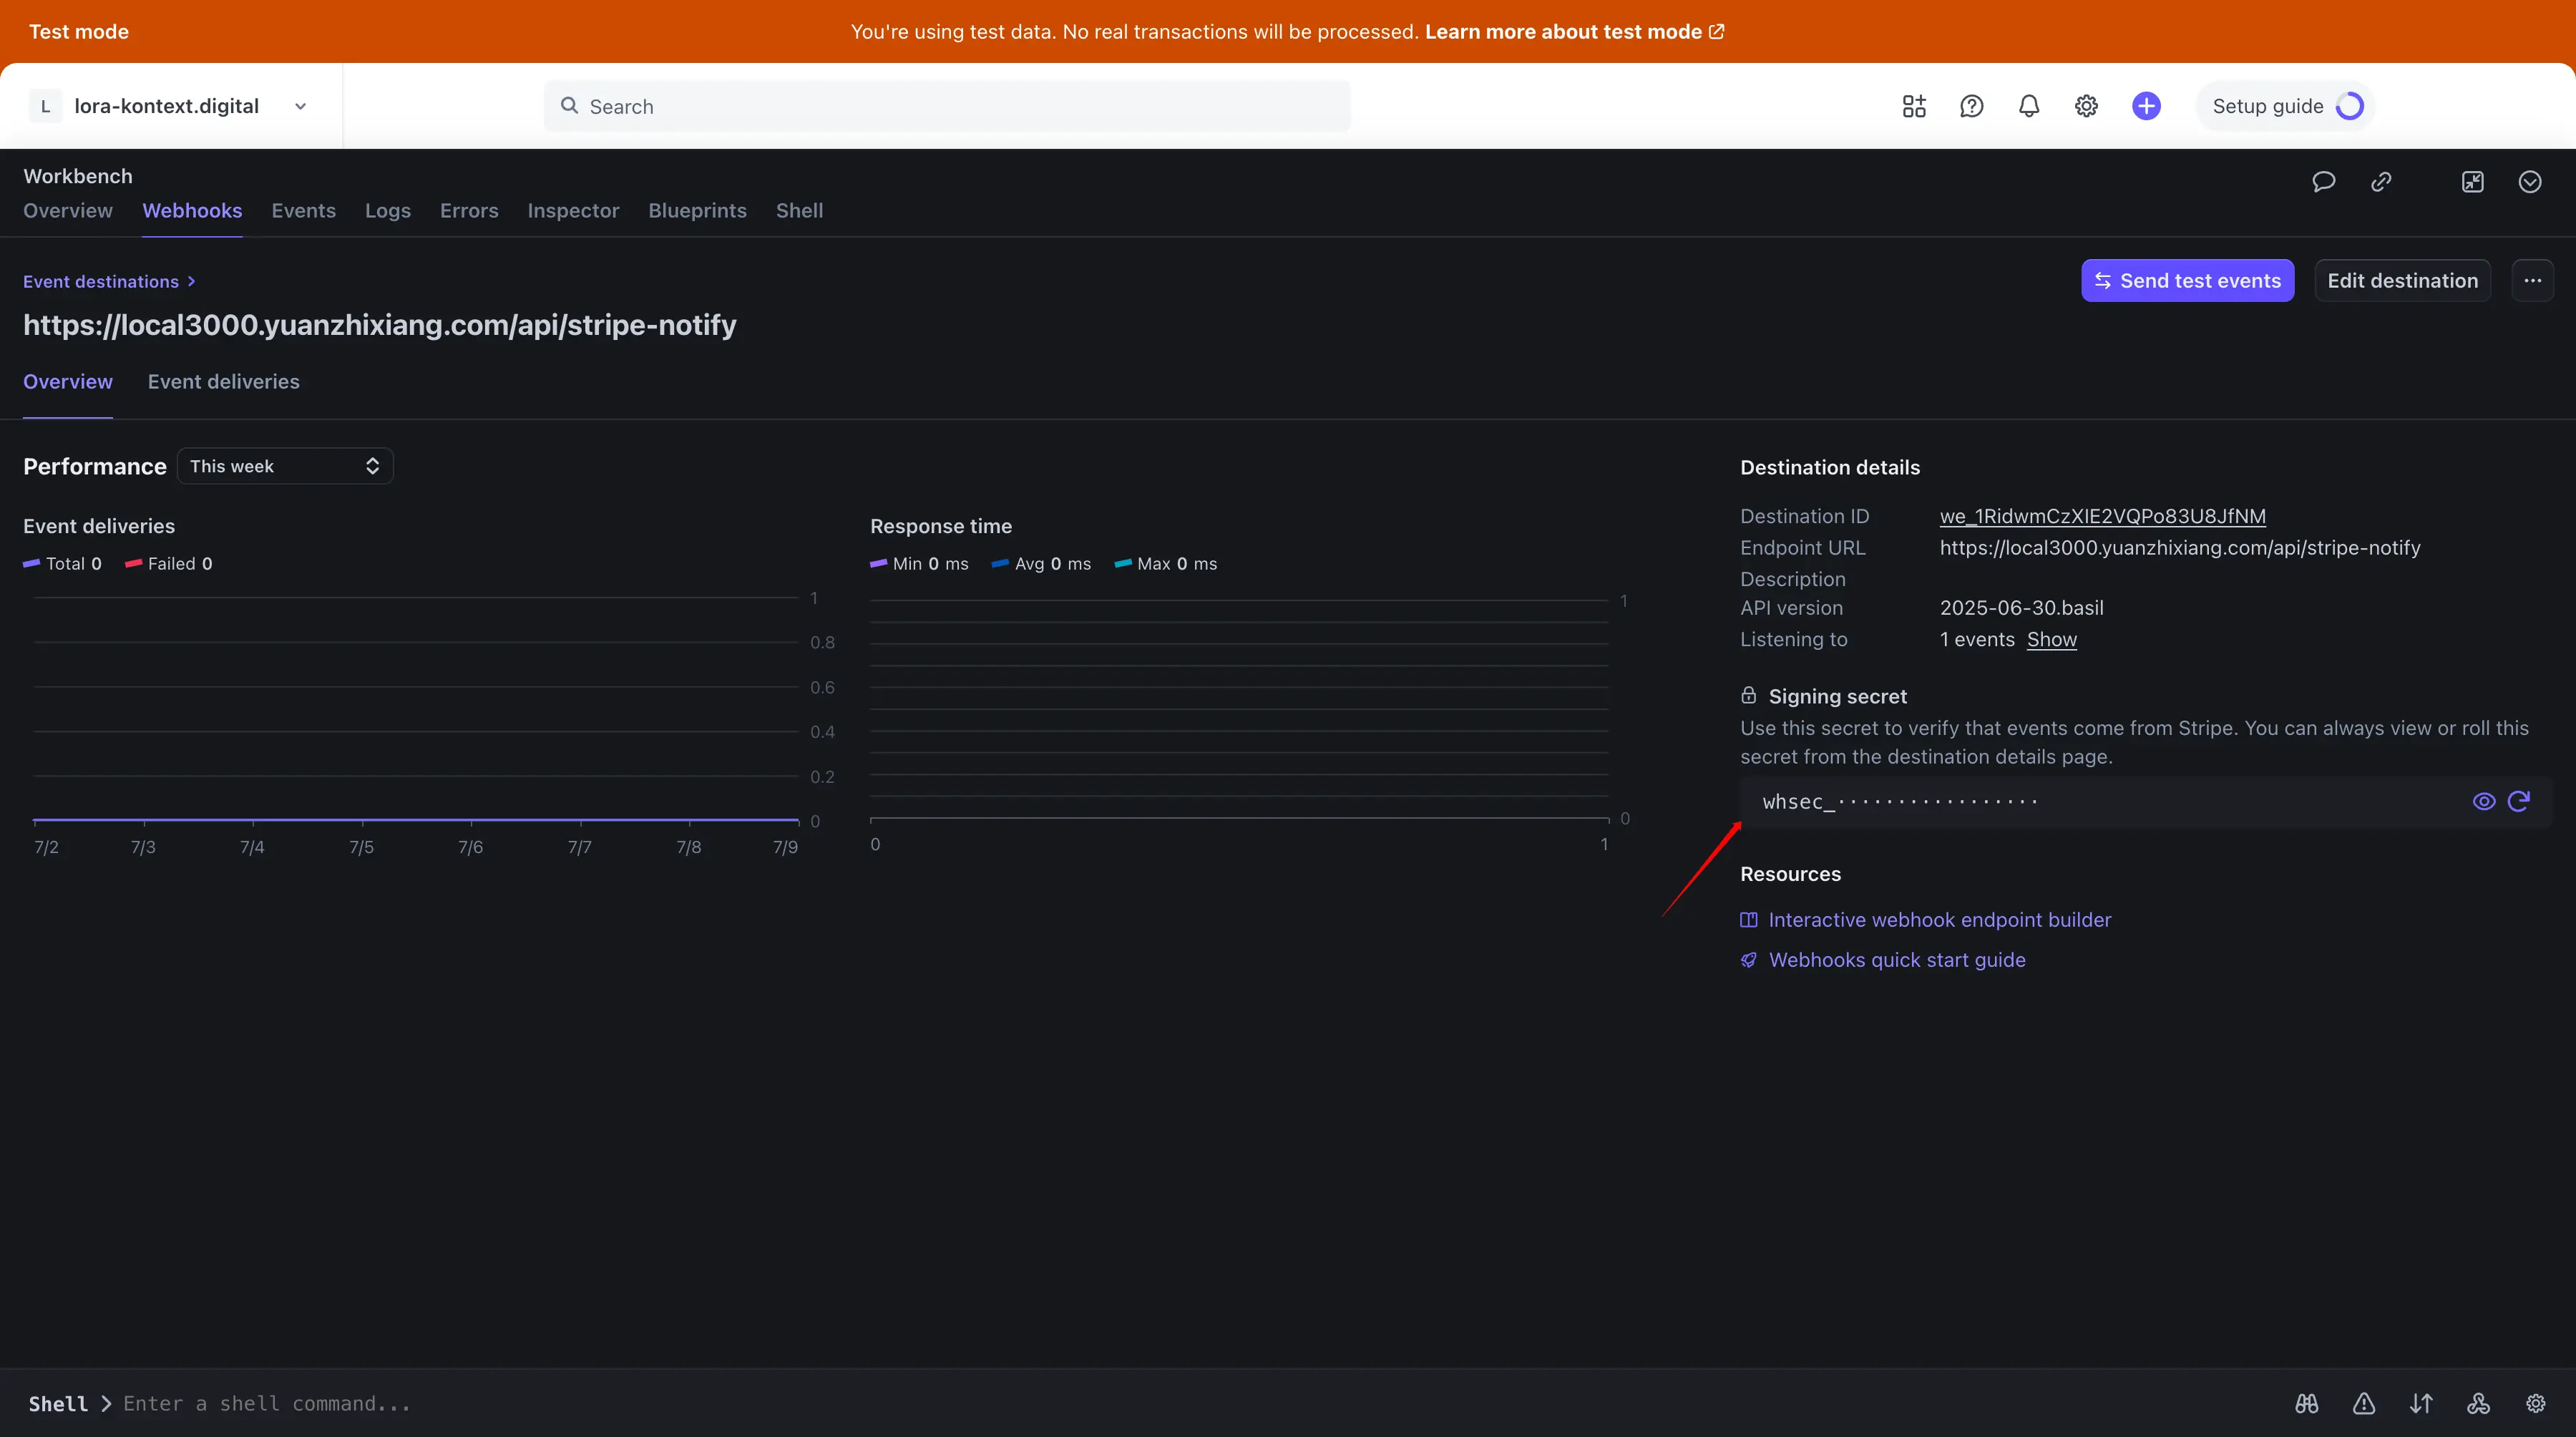 Test mode
You're using test data. No real transactions will be processed. Learn more about test mode
L lora-kontext.digital
Search
Setup guide
Workbench
Overview Webhooks Events Logs Errors Inspector Blueprints Shell
Event destinations
Send test events Edit destination
https://local3000.yuanzhixiang.com/api/stripe-notify
Overview Event deliveries
Performance This week
Event deliveries
Total 0 Failed 0
1
0.8
0.6
0.4
0.2
0
7/2 7/3 7/4 7/5 7/6 7/7 7/8 7/9
Response time
Min 0 ms Avg 0 ms Max 0 ms
1
0
0 1
Destination details
Destination ID we_1RidwmCzXIE2VQPo83U8JfNM
Endpoint URL https://local3000.yuanzhixiang.com/api/stripe-notify
Description
API version 2025-06-30.basil
Listening to 1 events Show
Signing secret
Use this secret to verify that events come from Stripe. You can always view or roll this
secret from the destination details page.
whsec_·················
Resources
Interactive webhook endpoint builder
Webhooks quick start guide
Shell Enter a shell command...